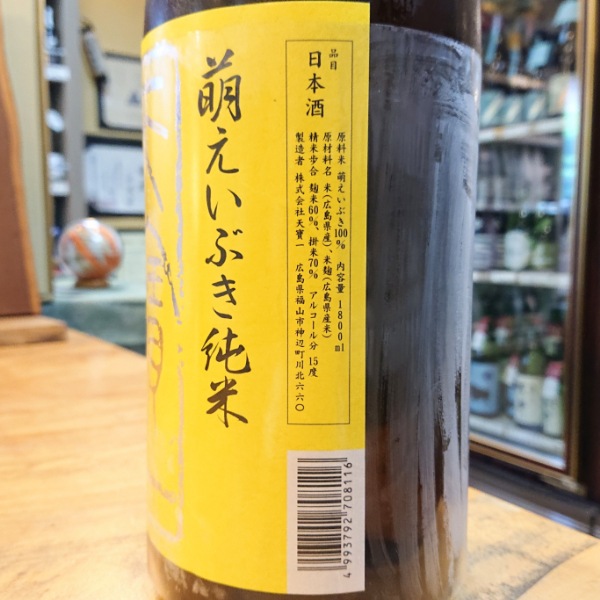 萌えいぶき純米
品目
日本酒
原料米 萌えいぶき100% 内容量 1800ml
原材料名 米(広島県産)、米麹(広島県産米)
精米歩合 麹米60%、掛米70% アルコール分 15度
製造者 株式会社天寶一 広島県福山市神辺町川北六六〇
4993792708116